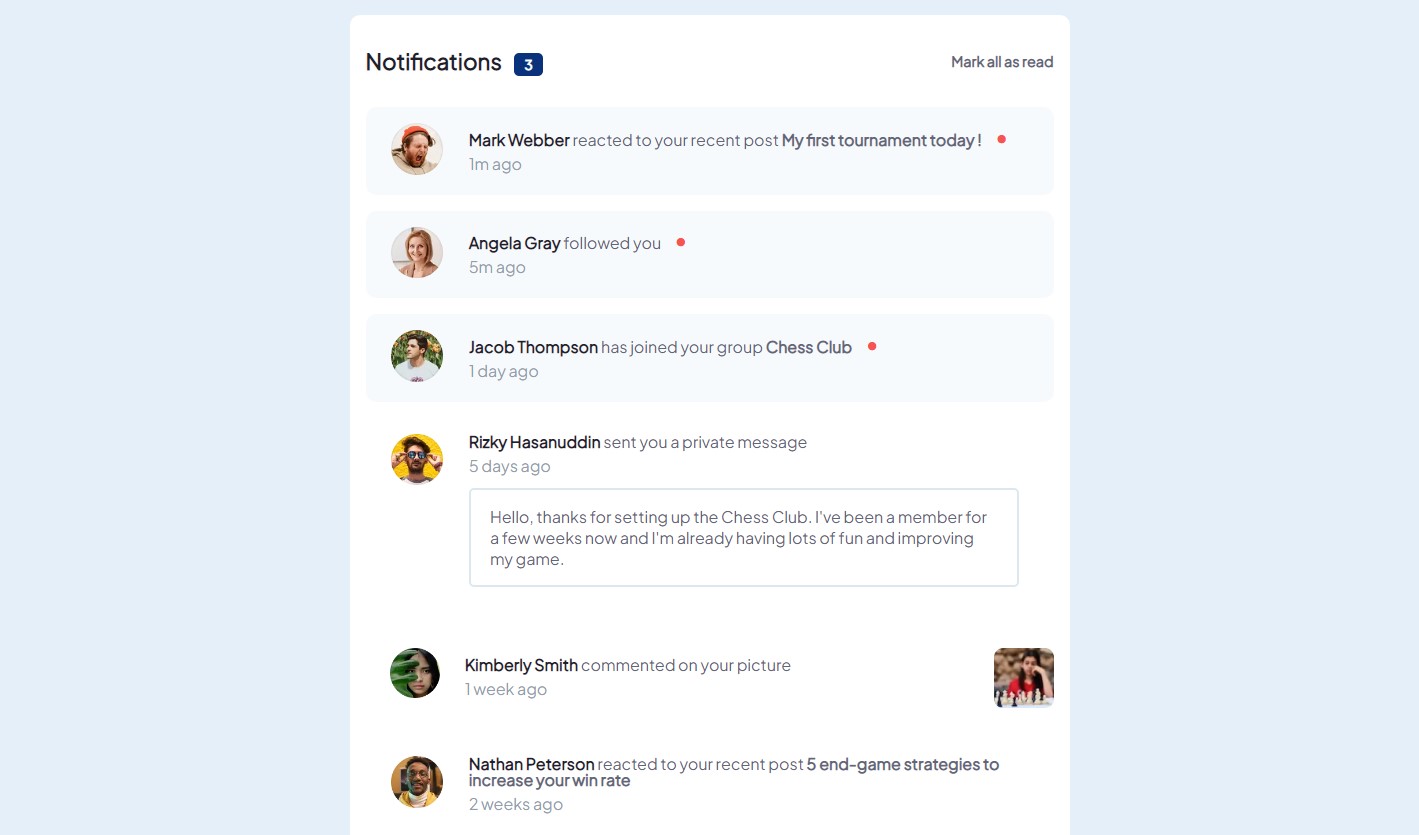 Notifications 3
Mark all as read
Mark Webber reacted to your recent post My first tournament today !
1m ago
Angela Gray followed you
5m ago
Jacob Thompson has joined your group Chess Club
1 day ago
Rizky Hasanuddin sent you a private message
5 days ago
Hello, thanks for setting up the Chess Club. I've been a member for
a few weeks now and I'm already having lots of fun and improving
my game.
Kimberly Smith commented on your picture
1 week ago
Nathan Peterson reacted to your recent post 5 end-game strategies to
increase your win rate
2 weeks ago